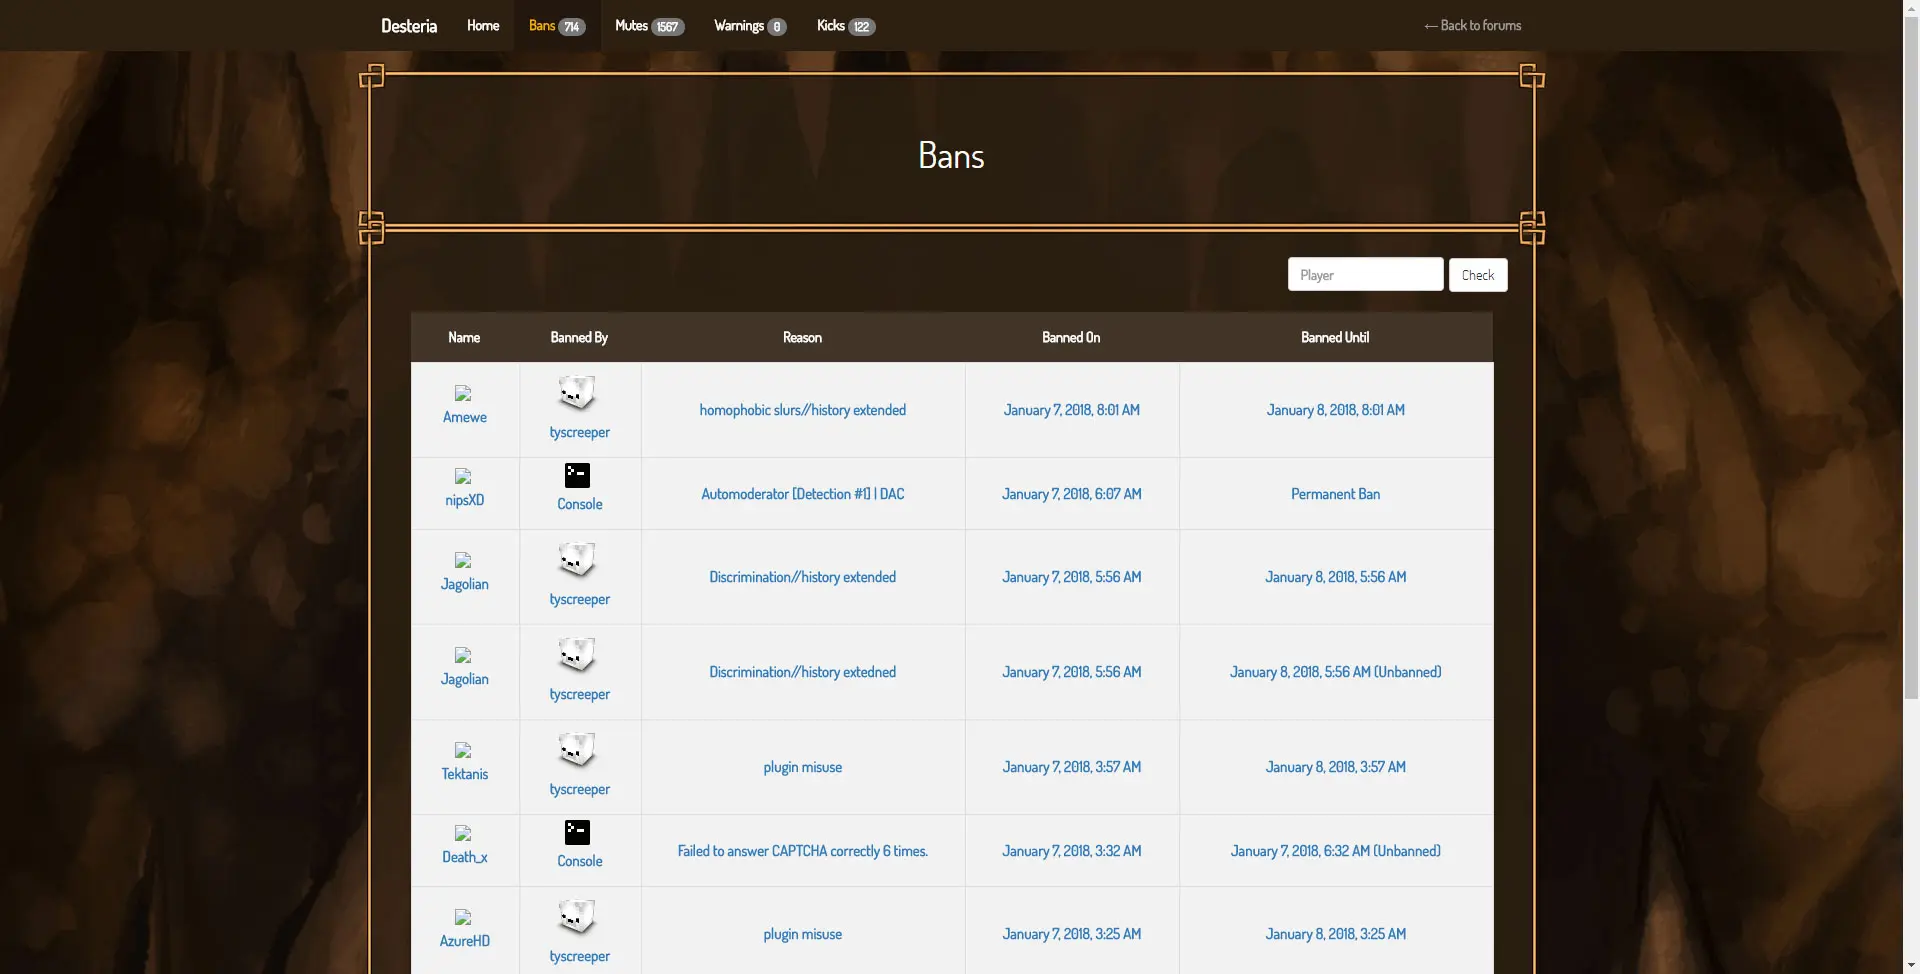 Desteria Home Bans 714 Mutes 1567 Warnings 0 Kicks 122 ← Back to forums
Bans
Player Check
Name Banned By Reason Banned On Banned Until
Amewe tyscreeper homophobic slurs//history extended January 7, 2018, 8:01 AM January 8, 2018, 8:01 AM
nipsXD Console Automoderator [Detection #1] | DAC January 7, 2018, 6:07 AM Permanent Ban
Jagolian tyscreeper Discrimination//history extended January 7, 2018, 5:56 AM January 8, 2018, 5:56 AM
Jagolian tyscreeper Discrimination//history extedned January 7, 2018, 5:56 AM January 8, 2018, 5:56 AM (Unbanned)
Tektanis tyscreeper plugin misuse January 7, 2018, 3:57 AM January 8, 2018, 3:57 AM
Death_x Console Failed to answer CAPTCHA correctly 6 times. January 7, 2018, 3:32 AM January 7, 2018, 6:32 AM (Unbanned)
AzureHD tyscreeper plugin misuse January 7, 2018, 3:25 AM January 8, 2018, 3:25 AM